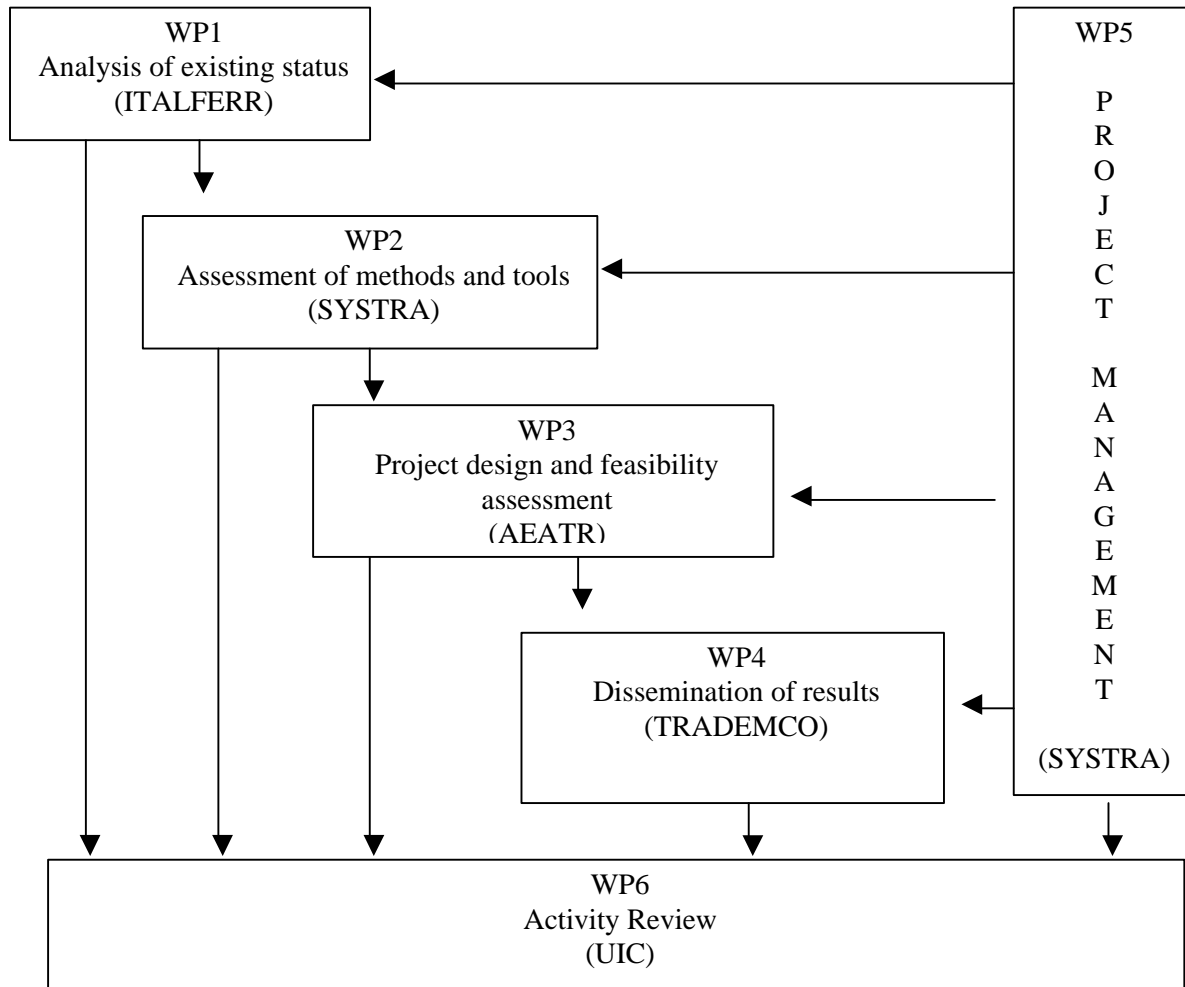 WP1
Analysis of existing status
(ITALFERR)
WP2
Assessment of methods and tools
(SYSTRA)
WP3
Project design and feasibility
assessment
(AEATR)
WP4
Dissemination of results
(TRADEMCO)
WP5
P
R
O
J
E
C
T
M
A
N
A
G
E
M
E
N
T
(SYSTRA)
WP6
Activity Review
(UIC)